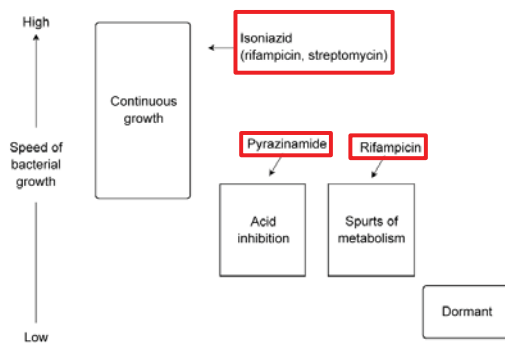 High
Isoniazid
(rifampicin, streptomycin)
Continuous
growth
Speed of
bacterial
growth
Pyrazinamide
Rifampicin
Acid
inhibition
Spurts of
metabolism
Dormant
Low